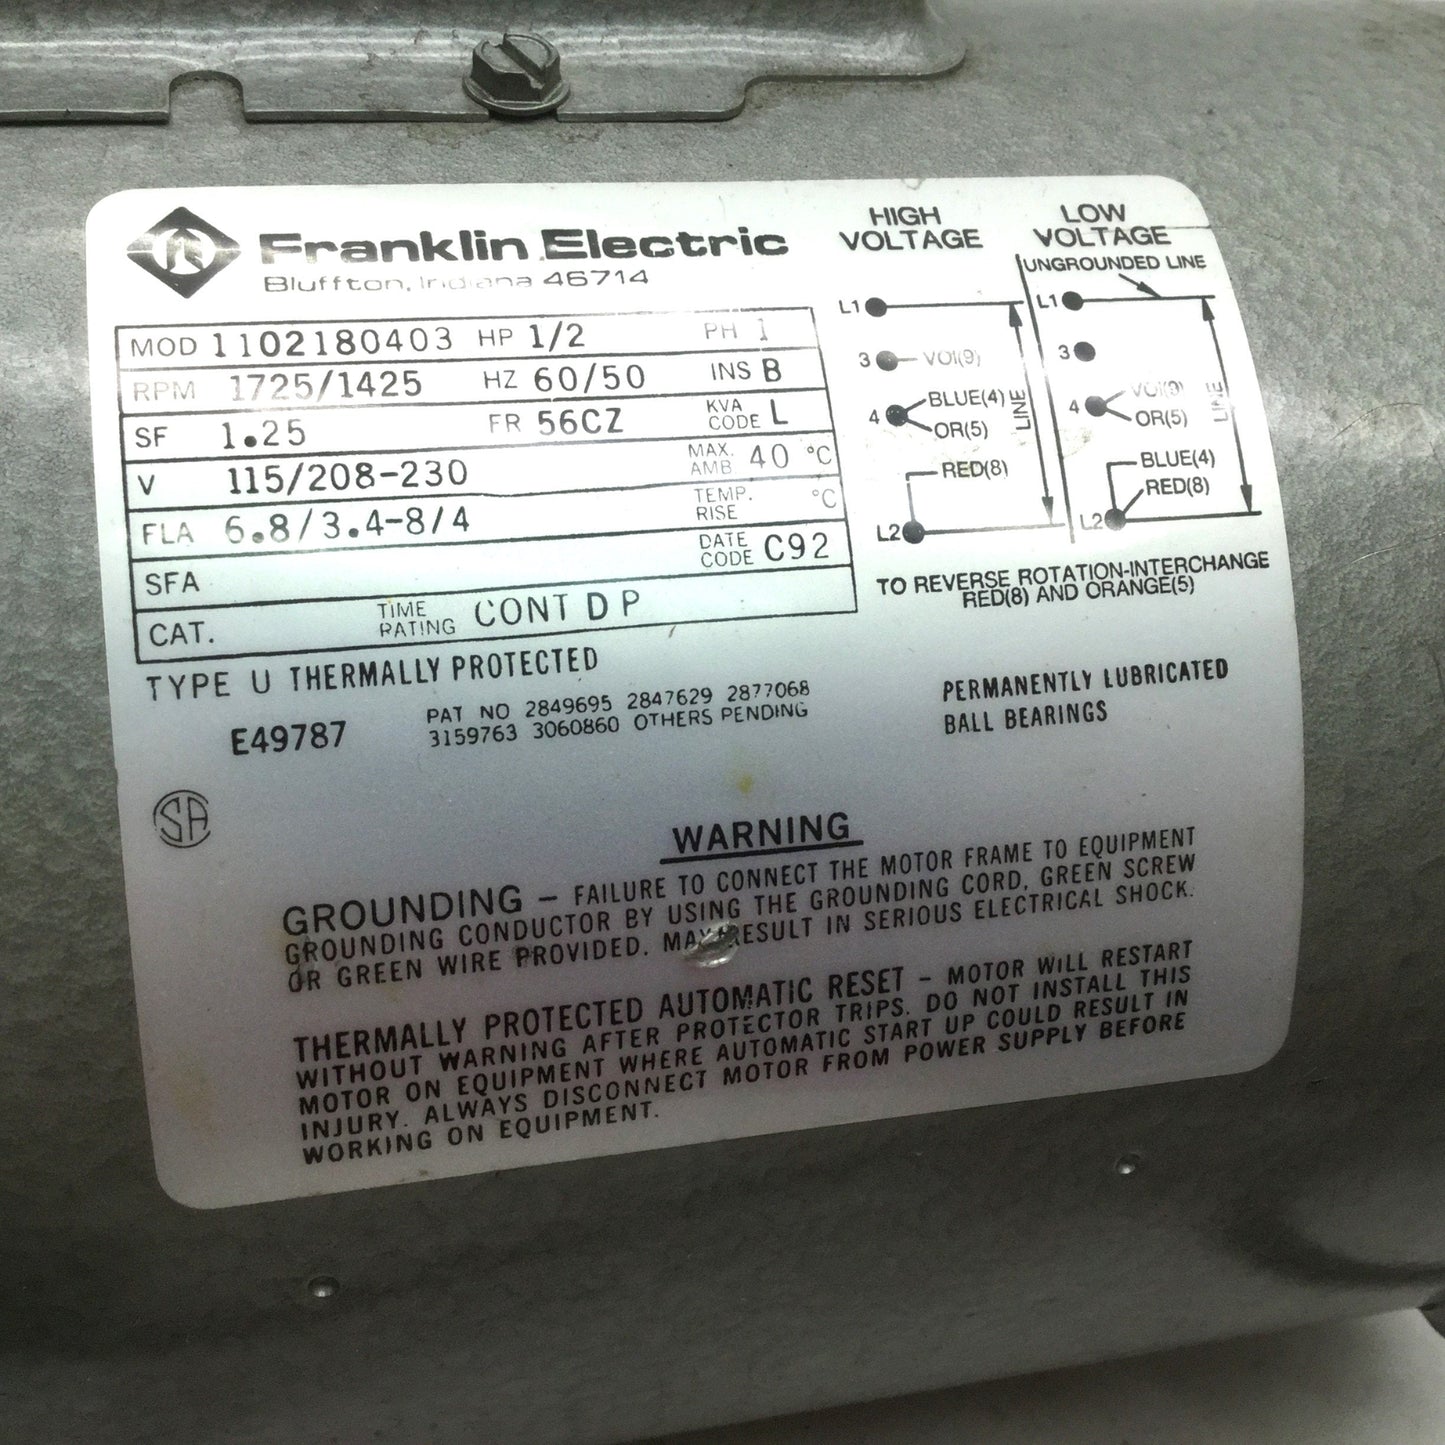 Franklin Electric
Bluffton, Indiana 46714
MOD 1102180403 HP 1/2 PH 1
RPM 1725/1425 HZ 60/50 INS B
SF 1.25 FR 56CZ KVA CODE L
V 115/208-230 MAX. AMB 40 °C
FLA 6.8/3.4-8/4 TEMP. RISE °C
SFA DATE CODE C92
CAT. TIME RATING CONT D P
TYPE U THERMALLY PROTECTED
E49787
PAT NO 2849695 2847629 2877068
3159763 3060860 OTHERS PENDING
SA
HIGH
VOLTAGE
L1
3 VOI(9)
4 BLUE(4)
OR(5)
RED(8)
L2
LINE
LOW
VOLTAGE
UNGROUNDED LINE
L1
3
4 VOI(9)
OR(5)
BLUE(4)
RED(8)
L2
LINE
TO REVERSE ROTATION-INTERCHANGE
RED(8) AND ORANGE(5)
PERMANENTLY LUBRICATED
BALL BEARINGS
WARNING
GROUNDING – FAILURE TO CONNECT THE MOTOR FRAME TO EQUIPMENT
GROUNDING CONDUCTOR BY USING THE GROUNDING CORD, GREEN SCREW
OR GREEN WIRE PROVIDED. MAY RESULT IN SERIOUS ELECTRICAL SHOCK.
THERMALLY PROTECTED AUTOMATIC RESET – MOTOR WILL RESTART
WITHOUT WARNING AFTER PROTECTOR TRIPS. DO NOT INSTALL THIS
MOTOR ON EQUIPMENT WHERE AUTOMATIC START UP COULD RESULT IN
INJURY. ALWAYS DISCONNECT MOTOR FROM POWER SUPPLY BEFORE
WORKING ON EQUIPMENT.